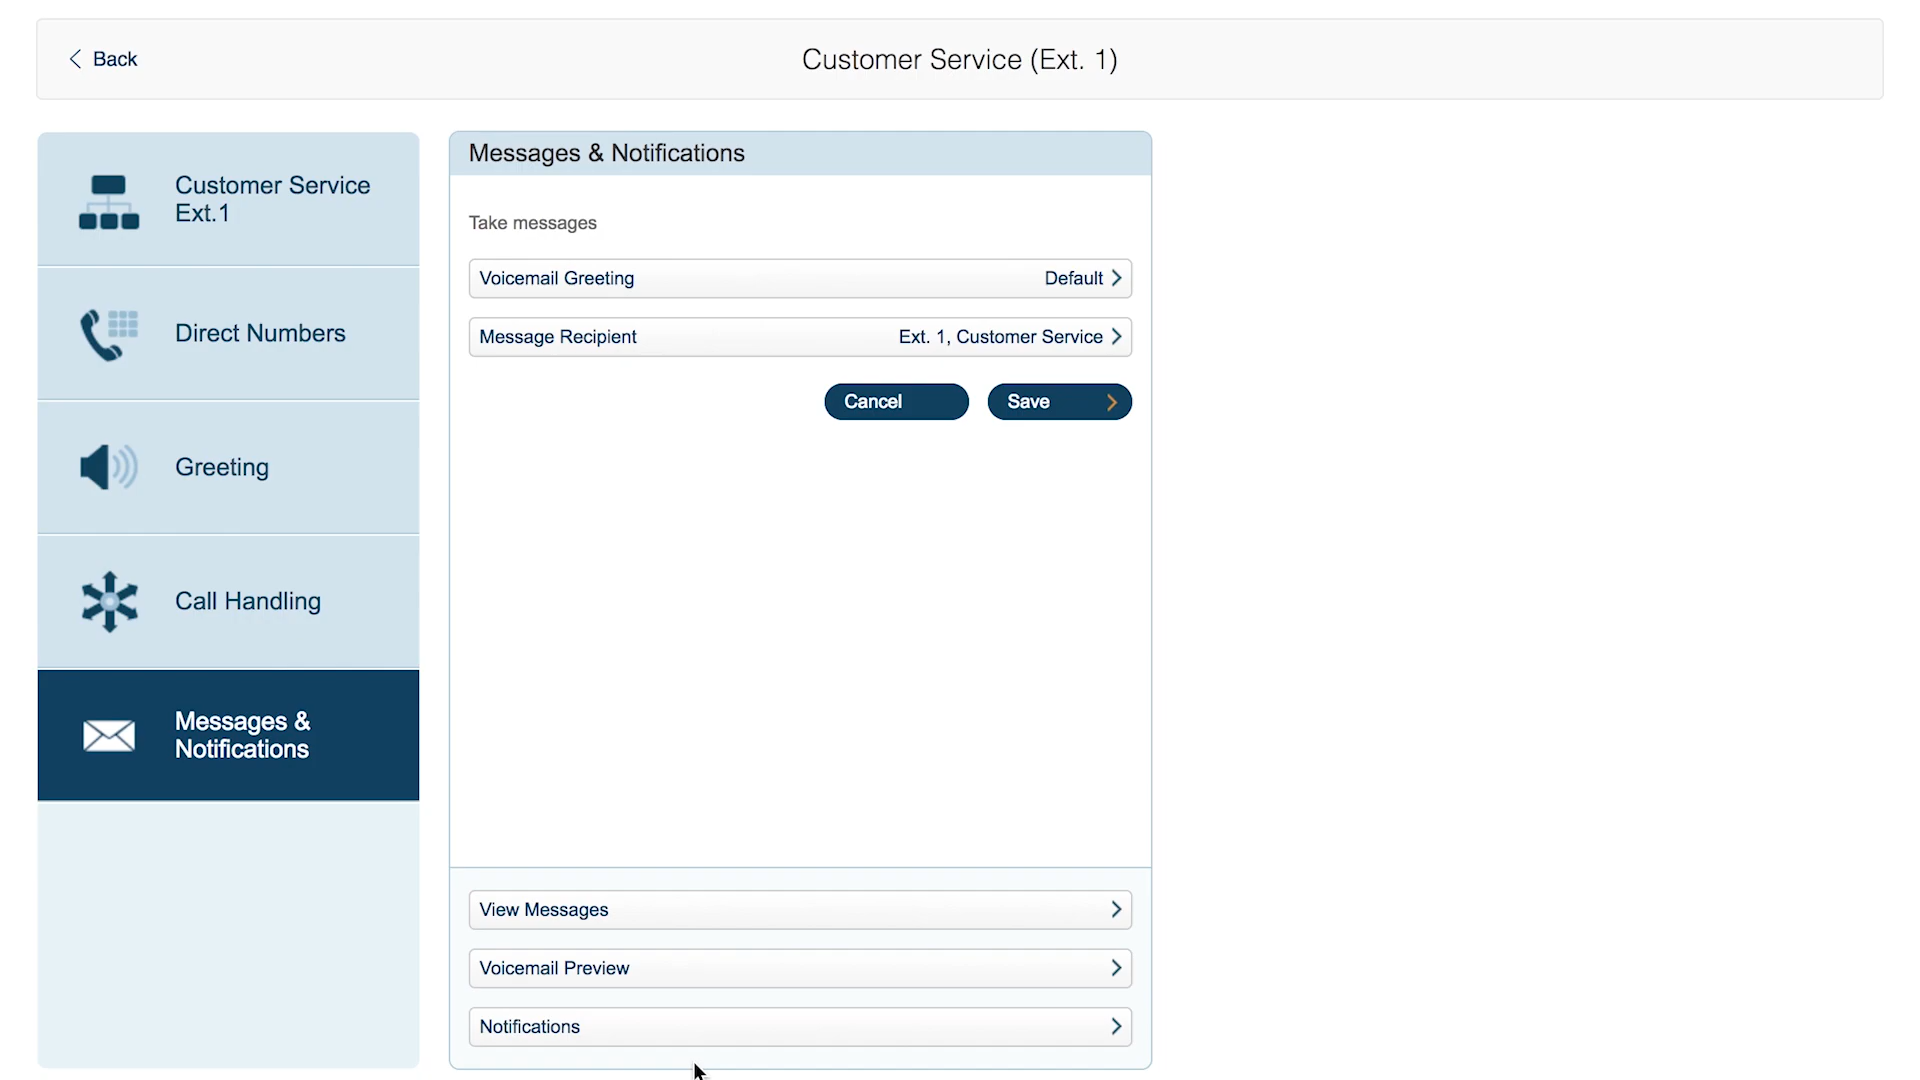 Back
Customer Service (Ext. 1)
Customer Service
Ext.1
Direct Numbers
Greeting
Call Handling
Messages &
Notifications
Messages & Notifications
Take messages
Voicemail Greeting Default
Message Recipient Ext. 1, Customer Service
Cancel Save
View Messages
Voicemail Preview
Notifications